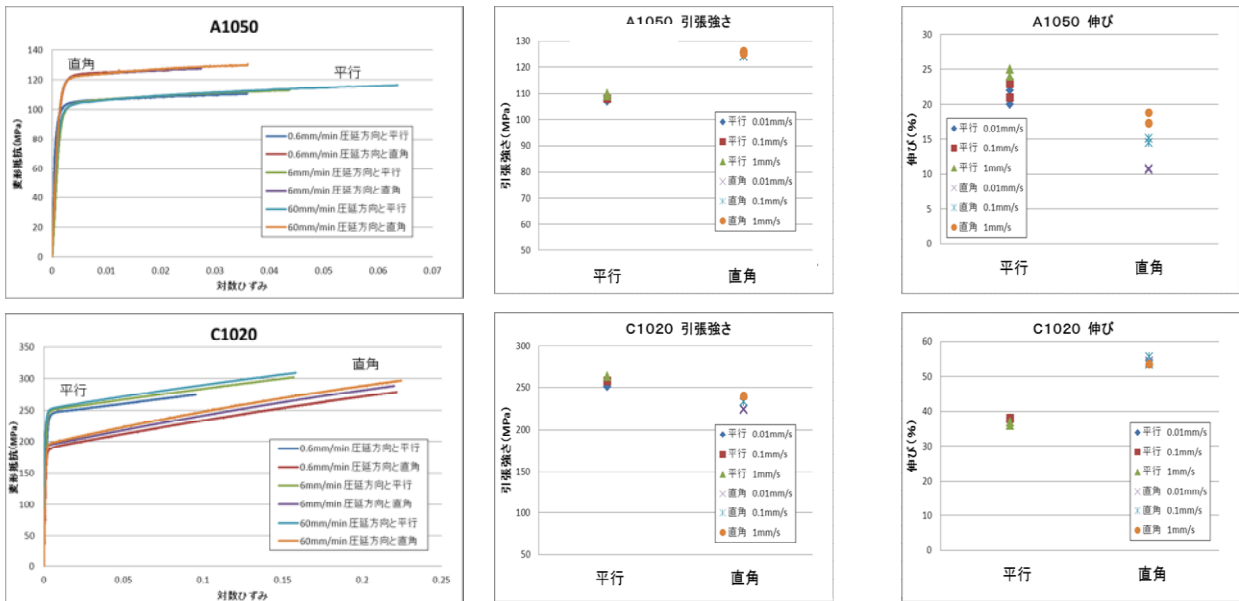 A1050
140
120
100
80
60
40
20
0
変形抵抗(MPa)
直角
平行
0.6mm/min 圧延方向と平行
0.6mm/min 圧延方向と直角
6mm/min 圧延方向と平行
6mm/min 圧延方向と直角
60mm/min 圧延方向と平行
60mm/min 圧延方向と直角
0 0.01 0.02 0.03 0.04 0.05 0.06 0.07
対数ひずみ
A1050 引張強さ
130
120
110
100
90
80
70
60
50
引張強さ(MPa)
平行 0.01mm/s
平行 0.1mm/s
平行 1mm/s
直角 0.01mm/s
直角 0.1mm/s
直角 1mm/s
平行 直角
A1050 伸び
30%
25%
20%
15%
10%
5%
0%
伸び(%)
平行 0.01mm/s
平行 0.1mm/s
平行 1mm/s
直角 0.01mm/s
直角 0.1mm/s
直角 1mm/s
平行 直角
C1020
400
350
300
250
200
150
100
50
0
変形抵抗(MPa)
平行
直角
0.6mm/min 圧延方向と平行
0.6mm/min 圧延方向と直角
6mm/min 圧延方向と平行
6mm/min 圧延方向と直角
60mm/min 圧延方向と平行
60mm/min 圧延方向と直角
0 0.05 0.1 0.15 0.2 0.25
対数ひずみ
C1020 引張強さ
300
250
200
150
100
50
引張強さ(MPa)
平行 0.01mm/s
平行 0.1mm/s
平行 1mm/s
直角 0.01mm/s
直角 0.1mm/s
直角 1mm/s
平行 直角
C1020 伸び
60
50
40
30
20
10
0
伸び(%)
平行 0.01mm/s
平行 0.1mm/s
平行 1mm/s
直角 0.01mm/s
直角 0.1mm/s
直角 1mm/s
平行 直角